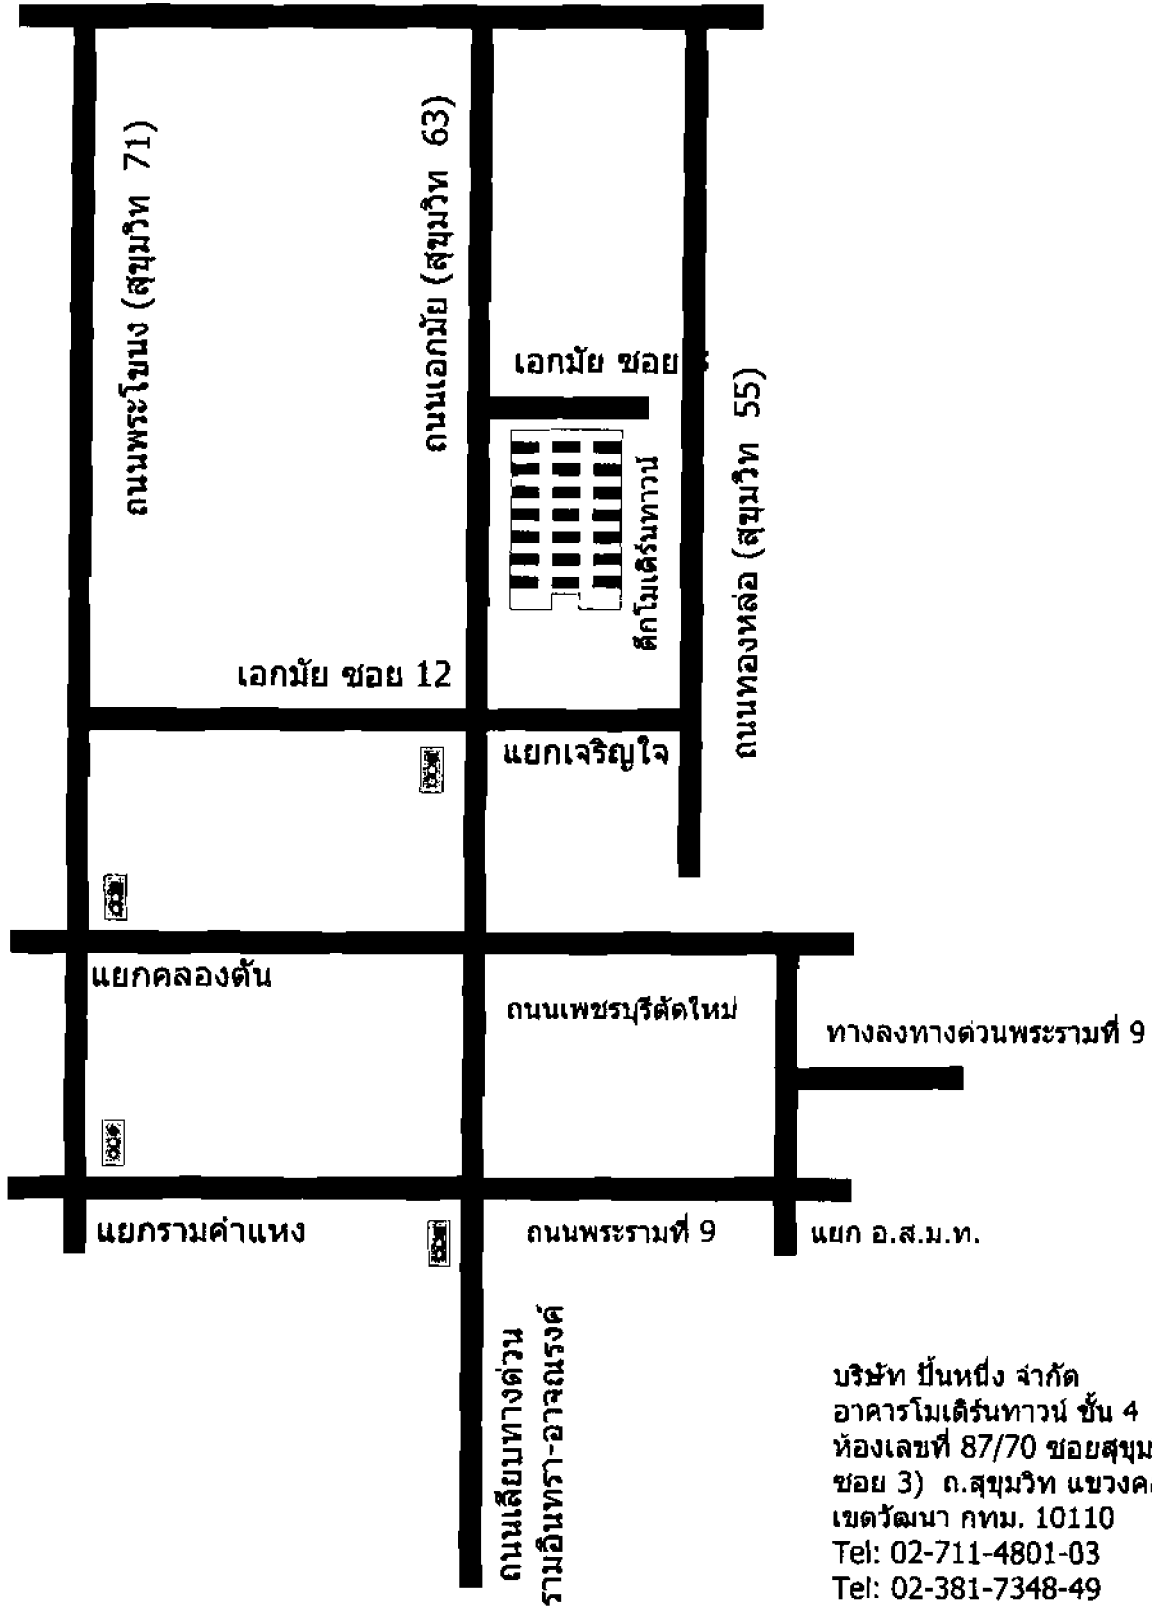 ถนนพระโขนง (สุขุมวิท 71)
ถนนเอกมัย (สุขุมวิท 63)
เอกมัย ซอย
ถนนทองหล่อ (สุขุมวิท 55)
ตึกโมเดิร์นทาวน์
เอกมัย ซอย 12
แยกเจริญใจ
แยกคลองตัน
ถนนเพชรบุรีตัดใหม่
ทางลงทางด่วนพระรามที่ 9
แยกรามคำแหง
ถนนพระรามที่ 9
แยก อ.ส.ม.ท.
ถนนเลียบทางด่วน
รามอินทรา-อาจณรงค์
บริษัท ปิ้นหนึ่ง จำกัด
อาคารโมเดิร์นทาวน์ ชั้น 4
ห้องเลขที่ 87/70 ซอยสุขุม
ซอย 3) ถ.สุขุมวิท แขวงค
เขตวัฒนา กทม. 10110
Tel: 02-711-4801-03
Tel: 02-381-7348-49